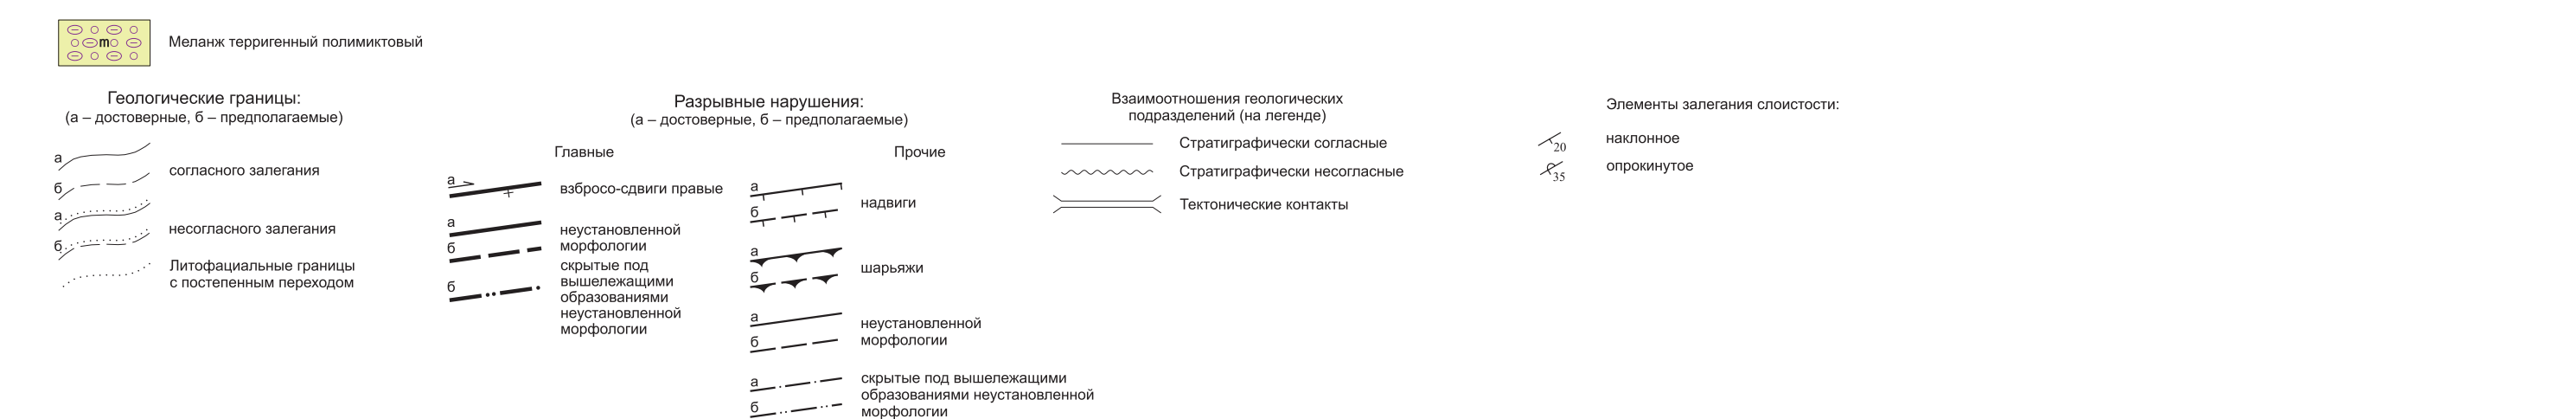 m
Меланж терригенный полимиктовый
Геологические границы:
(а – достоверные, б – предполагаемые)
а
согласного залегания
б
а
несогласного залегания
б
Литофациальные границы
с постепенным переходом
Разрывные нарушения:
(а – достоверные, б – предполагаемые)
Главные
а
взбросо-сдвиги правые
а
неустановленной
морфологии
б
скрытые под
вышележащими
образованиями
неустановленной
морфологии
б
Прочие
а
надвиги
б
а
шарьяжи
б
а
неустановленной
морфологии
б
а
скрытые под вышележащими
образованиями неустановленной
морфологии
б
Взаимоотношения геологических
подразделений (на легенде)
Стратиграфически согласные
Стратиграфически несогласные
Тектонические контакты
Элементы залегания слоистости:
20
наклонное
35
опрокинутое